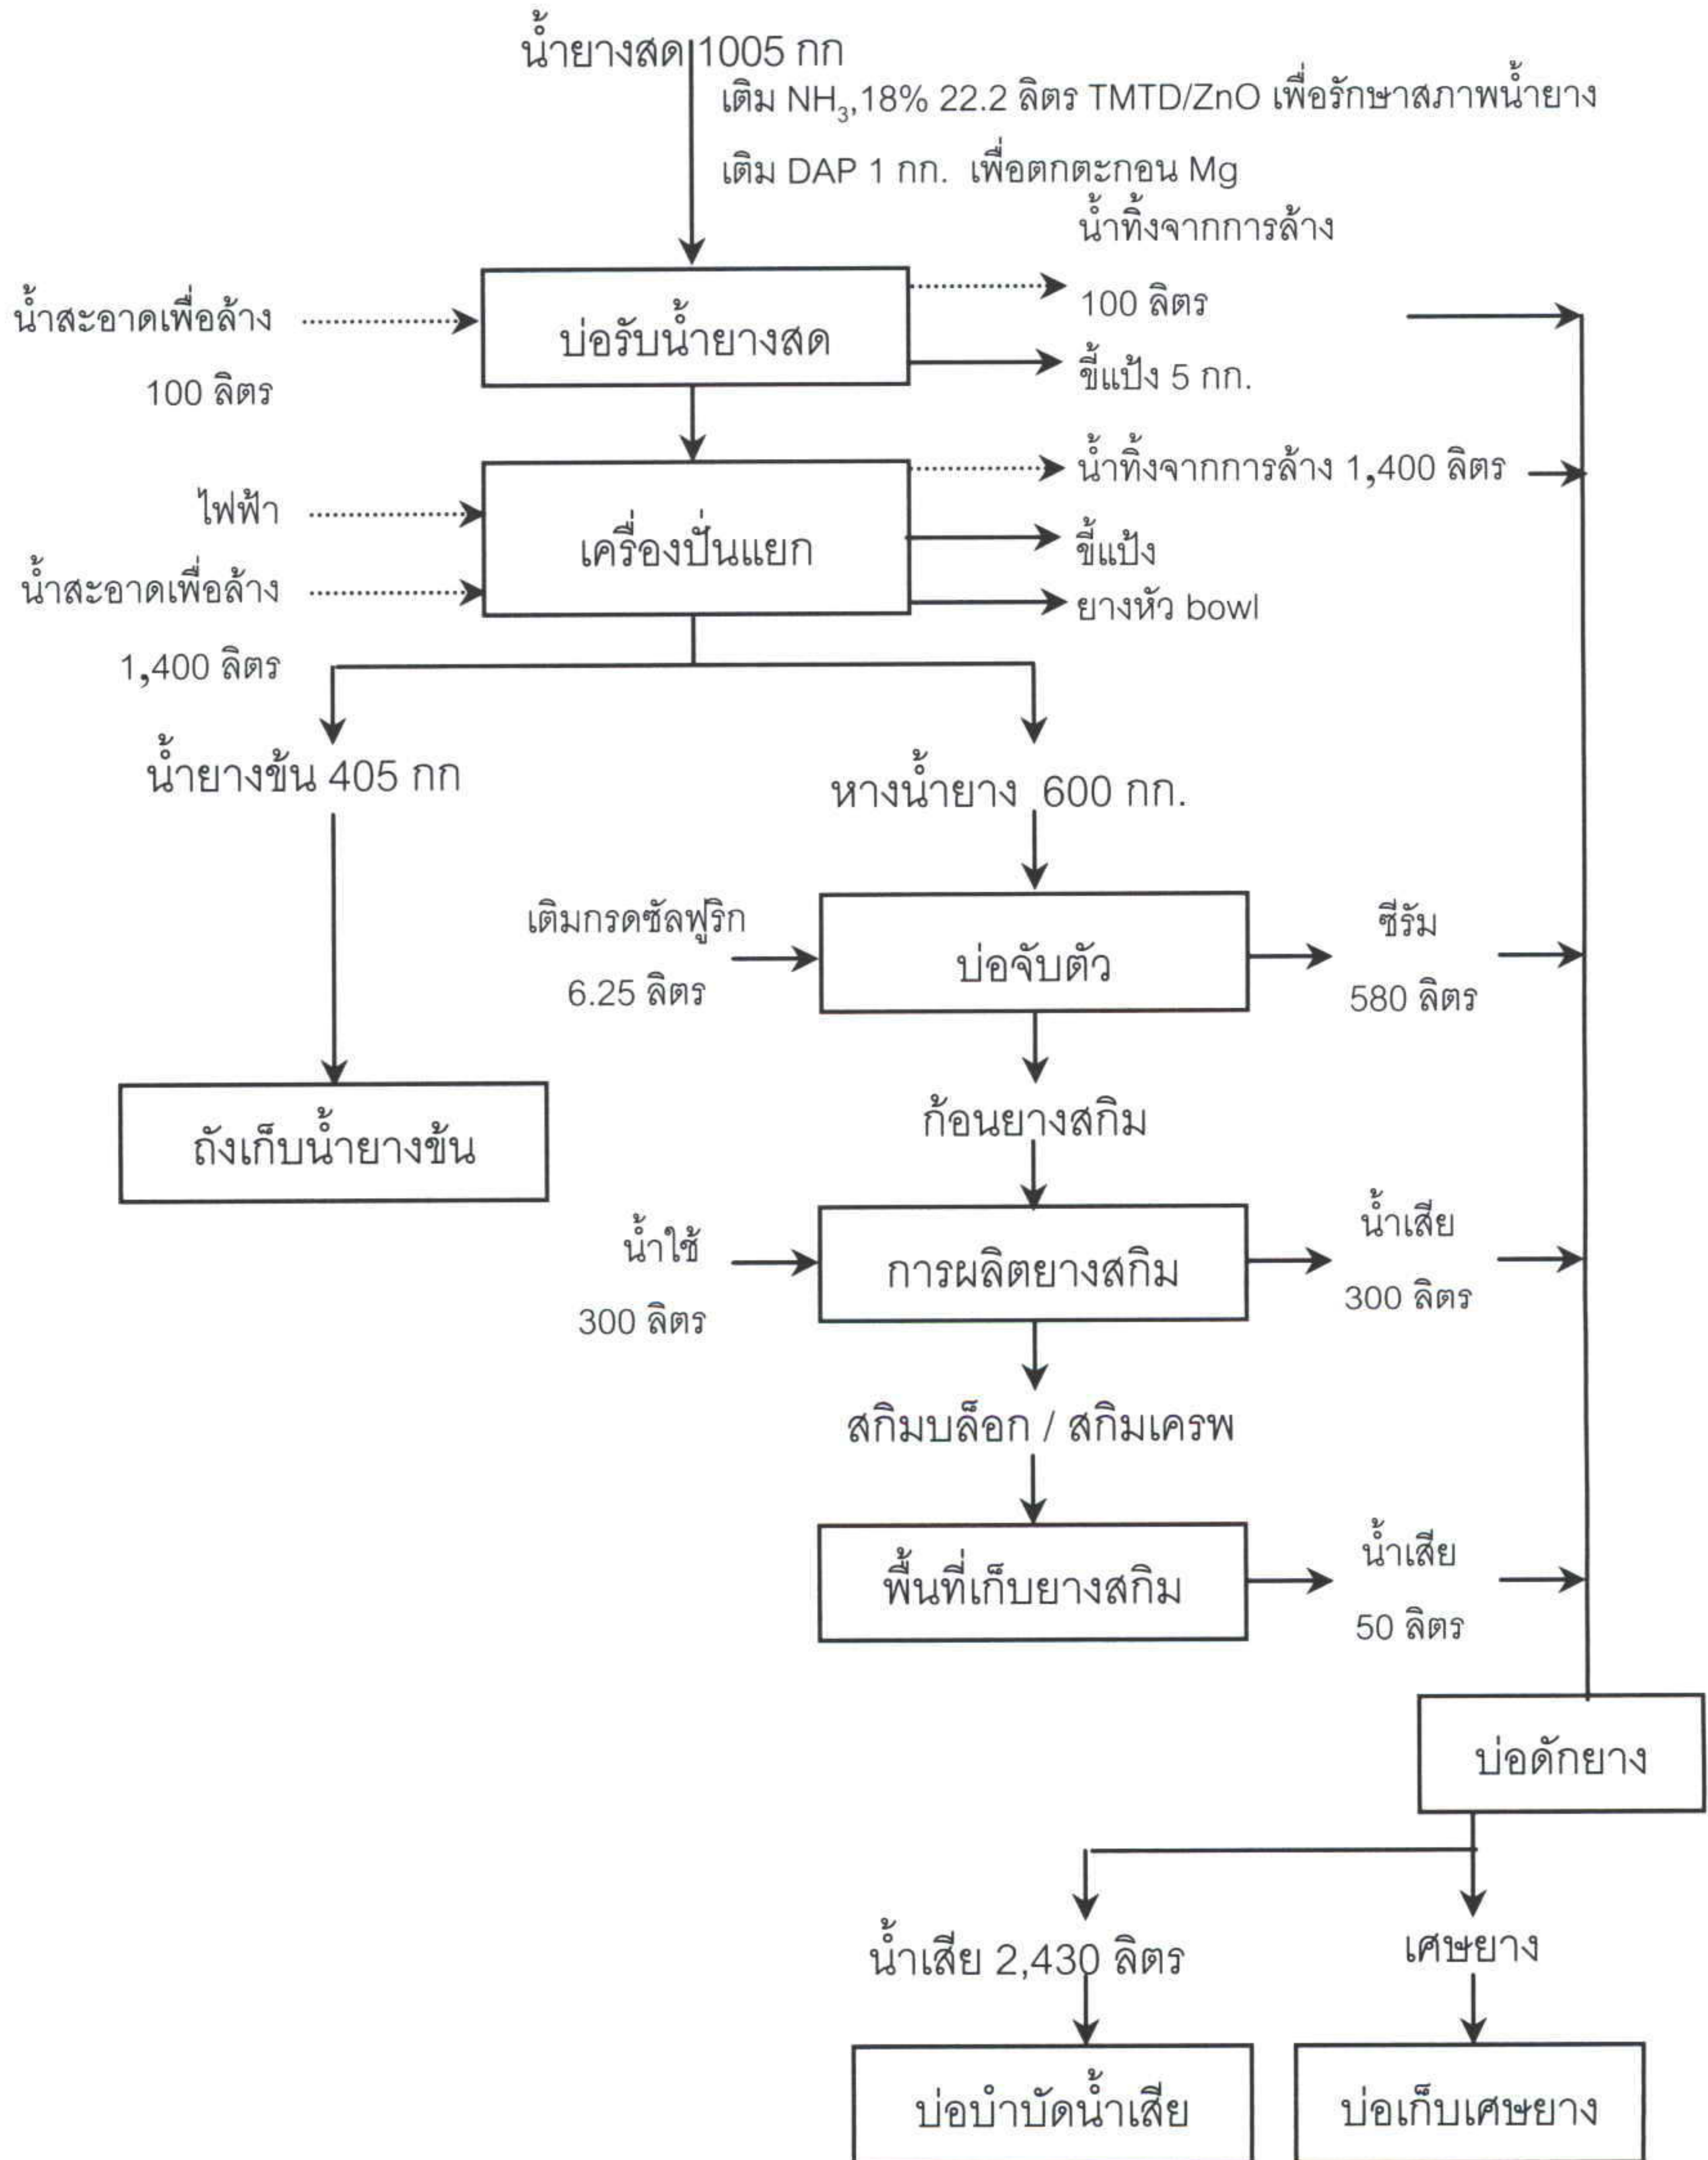 น้ำยางสด 1005 กก
เติม NH₃,18% 22.2 ลิตร TMTD/ZnO เพื่อรักษาสภาพน้ำยาง
เติม DAP 1 กก. เพื่อตกตะกอน Mg
น้ำทิ้งจากการล้าง
100 ลิตร
น้ำสะอาดเพื่อล้าง
100 ลิตร
บ่อรับน้ำยางสด
ขี้แป้ง 5 กก.
น้ำทิ้งจากการล้าง 1,400 ลิตร
ไฟฟ้า
เครื่องปั่นแยก
ขี้แป้ง
น้ำสะอาดเพื่อล้าง
1,400 ลิตร
ยางหัว bowl
น้ำยางข้น 405 กก
หางน้ำยาง 600 กก.
เติมกรดซัลฟูริก
6.25 ลิตร
บ่อจับตัว
ซีรัม
580 ลิตร
ก้อนยางสกิม
ถังเก็บน้ำยางข้น
น้ำใช้
300 ลิตร
การผลิตยางสกิม
น้ำเสีย
300 ลิตร
สกิมบล็อก / สกิมเครพ
พื้นที่เก็บยางสกิม
น้ำเสีย
50 ลิตร
บ่อดักยาง
น้ำเสีย 2,430 ลิตร
เศษยาง
บ่อบำบัดน้ำเสีย
บ่อเก็บเศษยาง